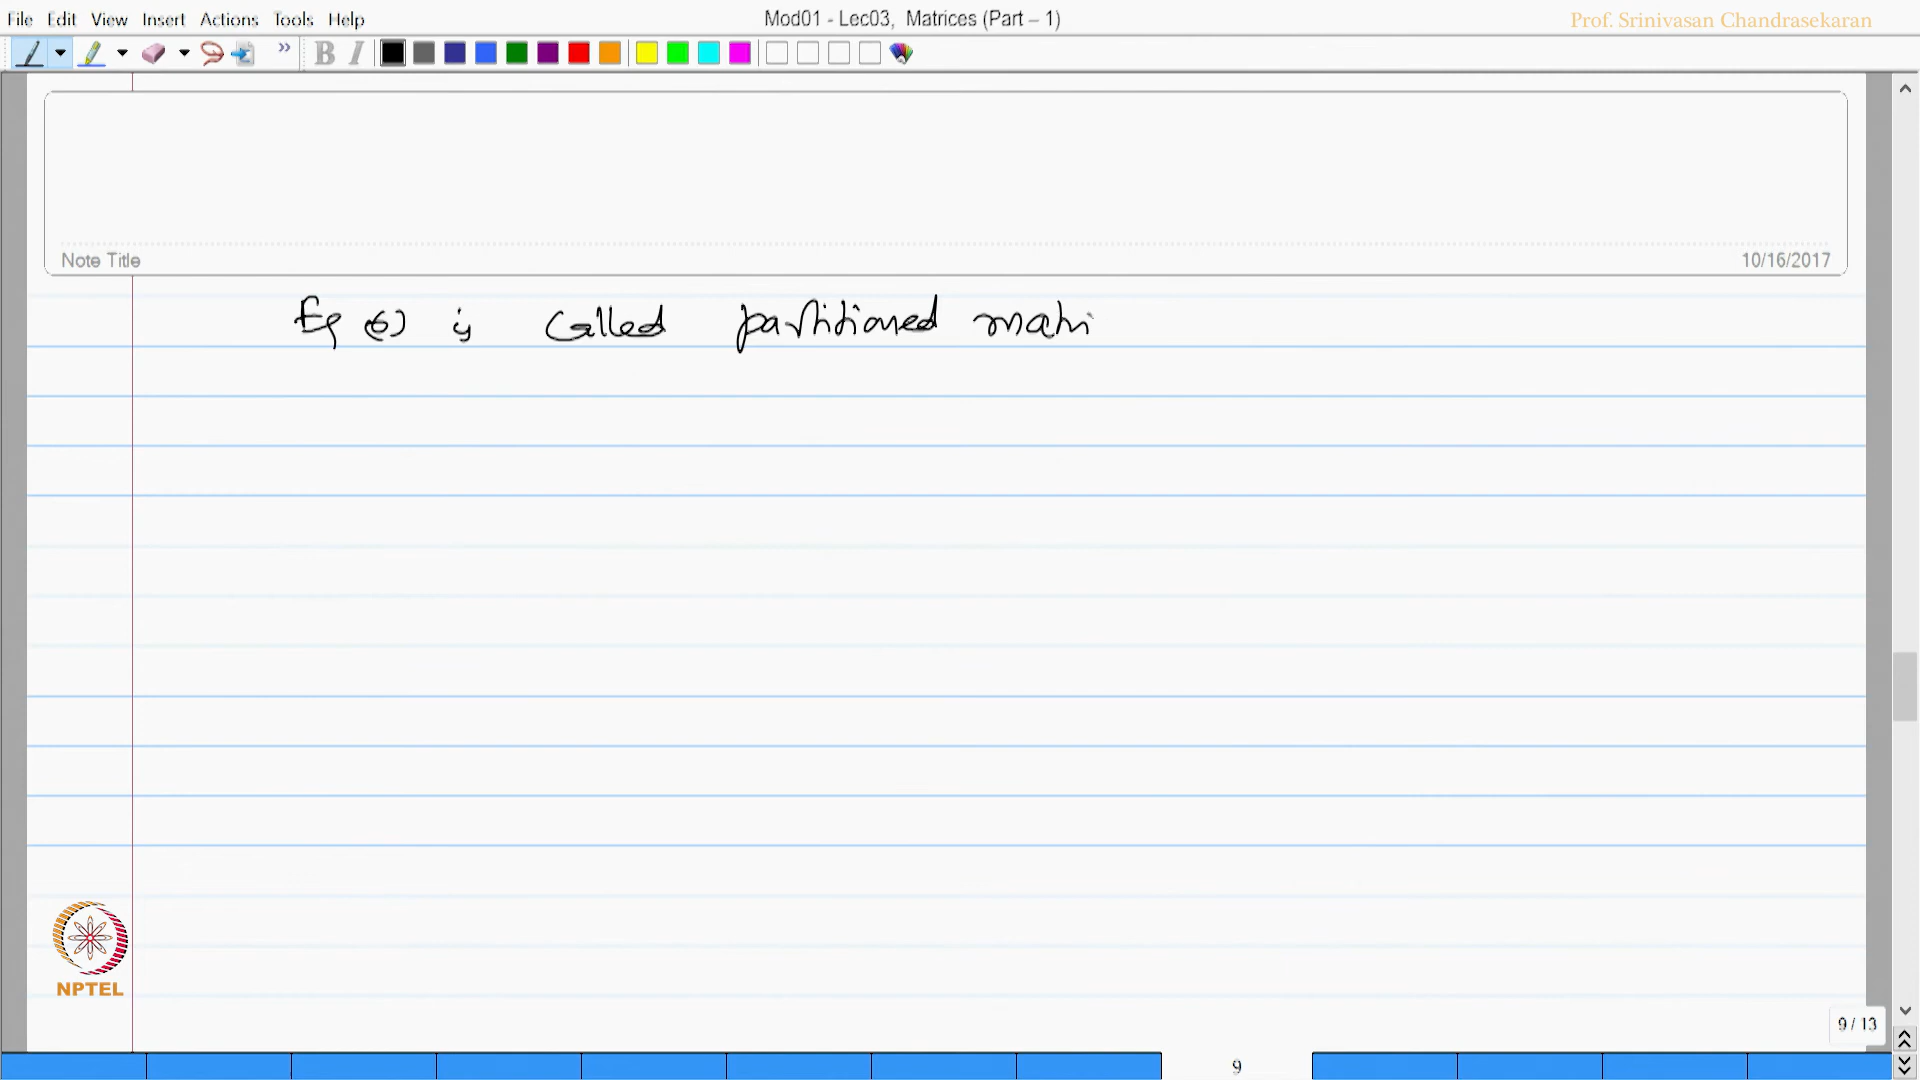 File Edit View Insert Actions Tools Help
Mod01 - Lec03, Matrices (Part – 1)
Prof. Srinivasan Chandrasekaran
B I
Note Title
10/16/2017
Eq (6) is called partitioned matri
NPTEL
9 / 13
9